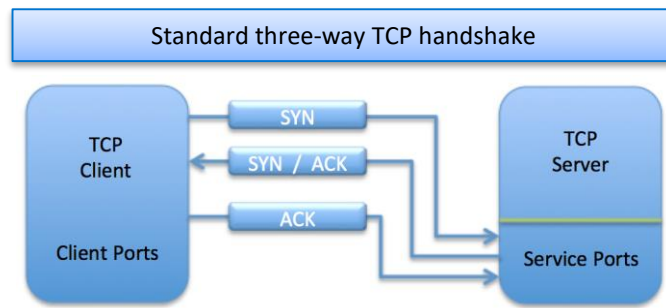 Standard three-way TCP handshake
TCP
Client
Client Ports
SYN
SYN / ACK
ACK
TCP
Server
Service Ports